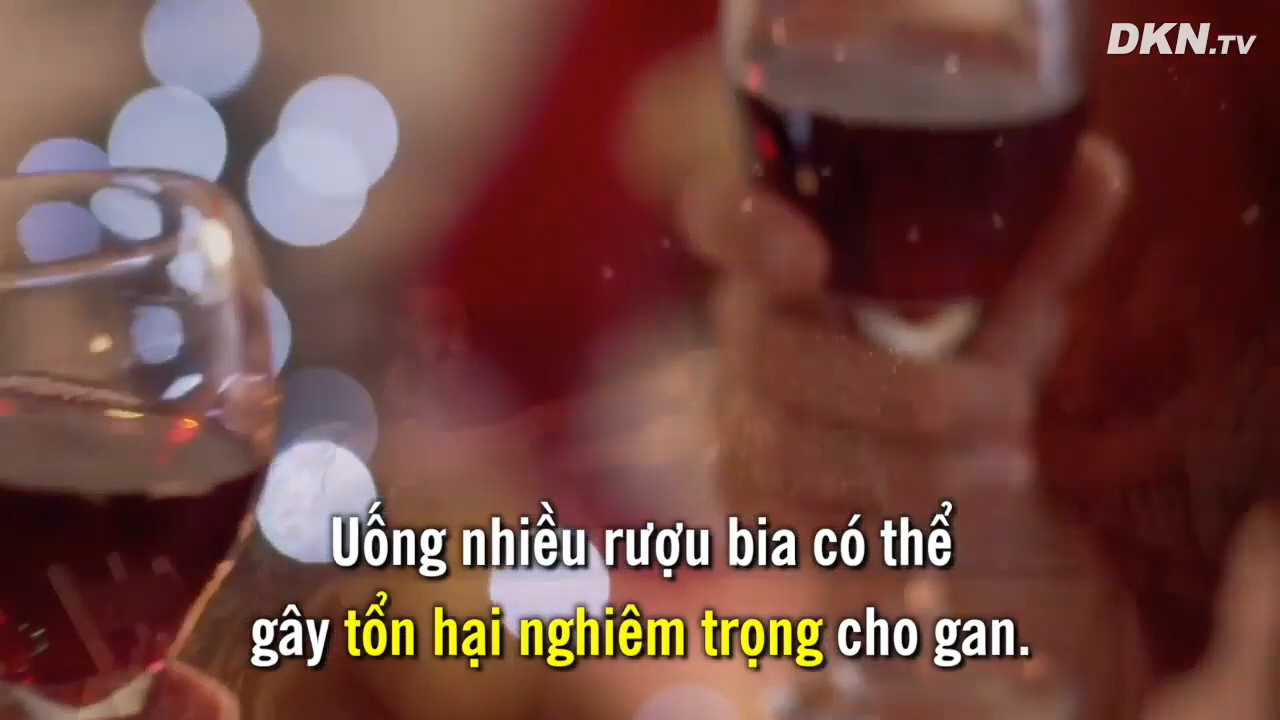 DKN.TV
Uống nhiều rượu bia có thể
gây tổn hại nghiêm trọng cho gan.